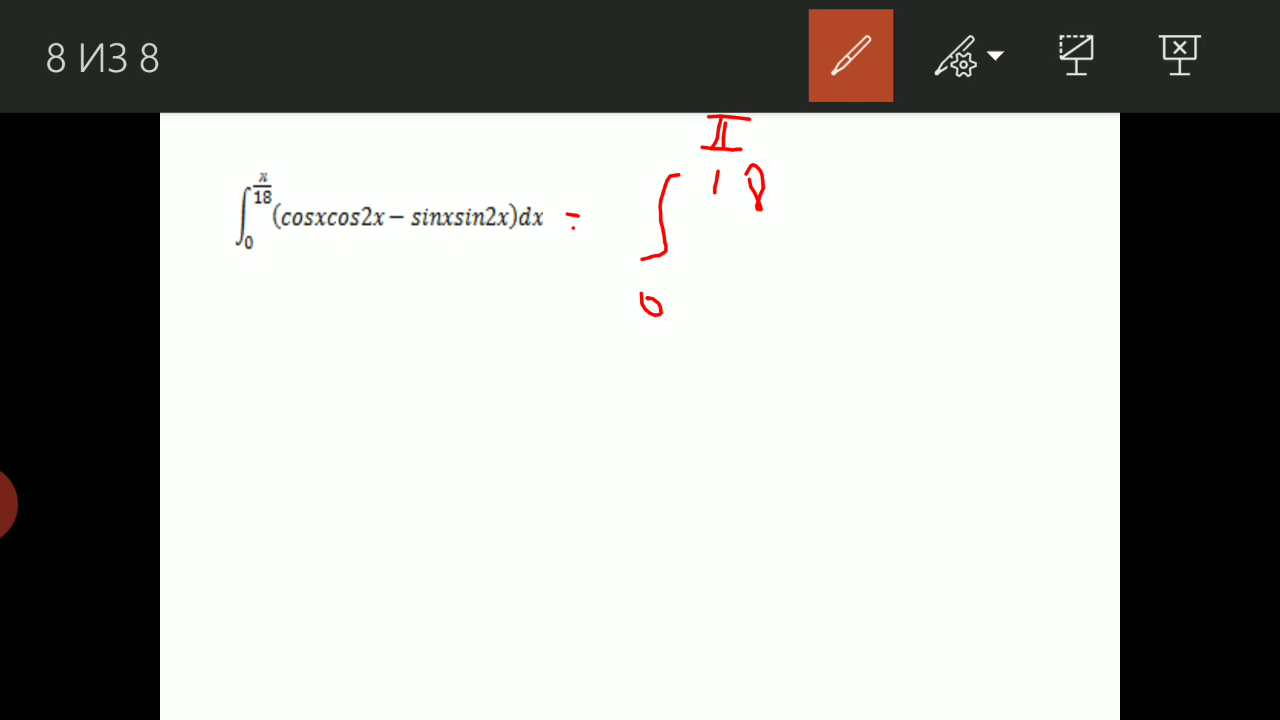 8 ИЗ 8
∫₀^(π/18) (cosxcos2x − sinxsin2x)dx = ∫₀^(π/18)